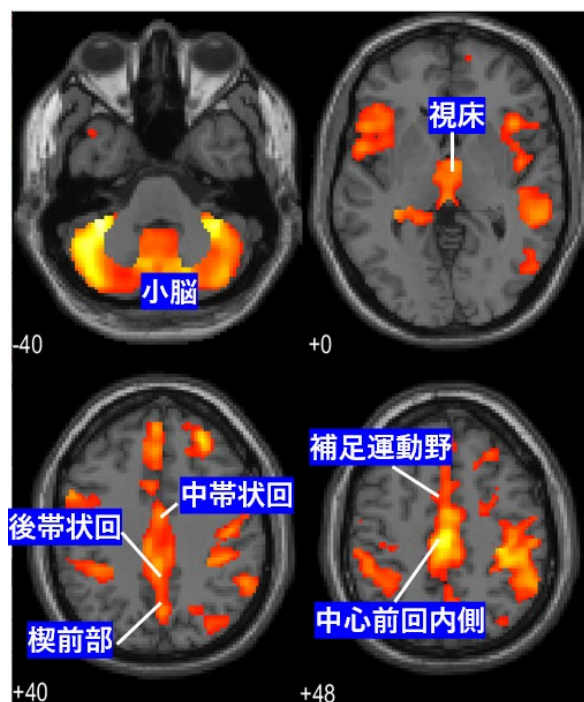 視床
小脳
-40
+0
補足運動野
中帯状回
後帯状回
中心前回内側
楔前部
+40
+48